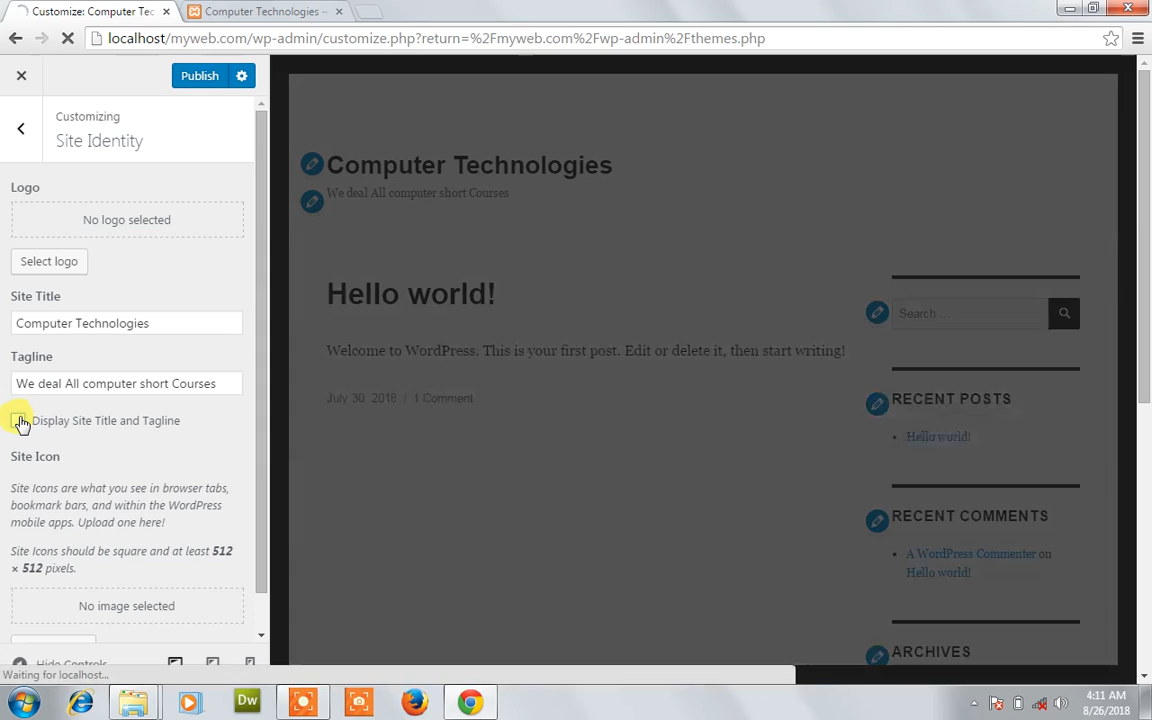 Customize: Computer Tec
Computer Technologies –
localhost/myweb.com/wp-admin/customize.php?return=%2Fmyweb.com%2Fwp-admin%2Fthemes.php
Publish
Customizing
Site Identity
Logo
No logo selected
Select logo
Site Title
Computer Technologies
Tagline
We deal All computer short Courses
Display Site Title and Tagline
Site Icon
Site Icons are what you see in browser tabs,
bookmark bars, and within the WordPress
mobile apps. Upload one here!
Site Icons should be square and at least 512
× 512 pixels.
No image selected
Hide Controls
Waiting for localhost...
Computer Technologies
We deal All computer short Courses
Hello world!
Welcome to WordPress. This is your first post. Edit or delete it, then start writing!
July 30, 2018 / 1 Comment
Search ...
RECENT POSTS
Hello world!
RECENT COMMENTS
A WordPress Commenter on
Hello world!
ARCHIVES
Dw
4:11 AM
8/26/2018